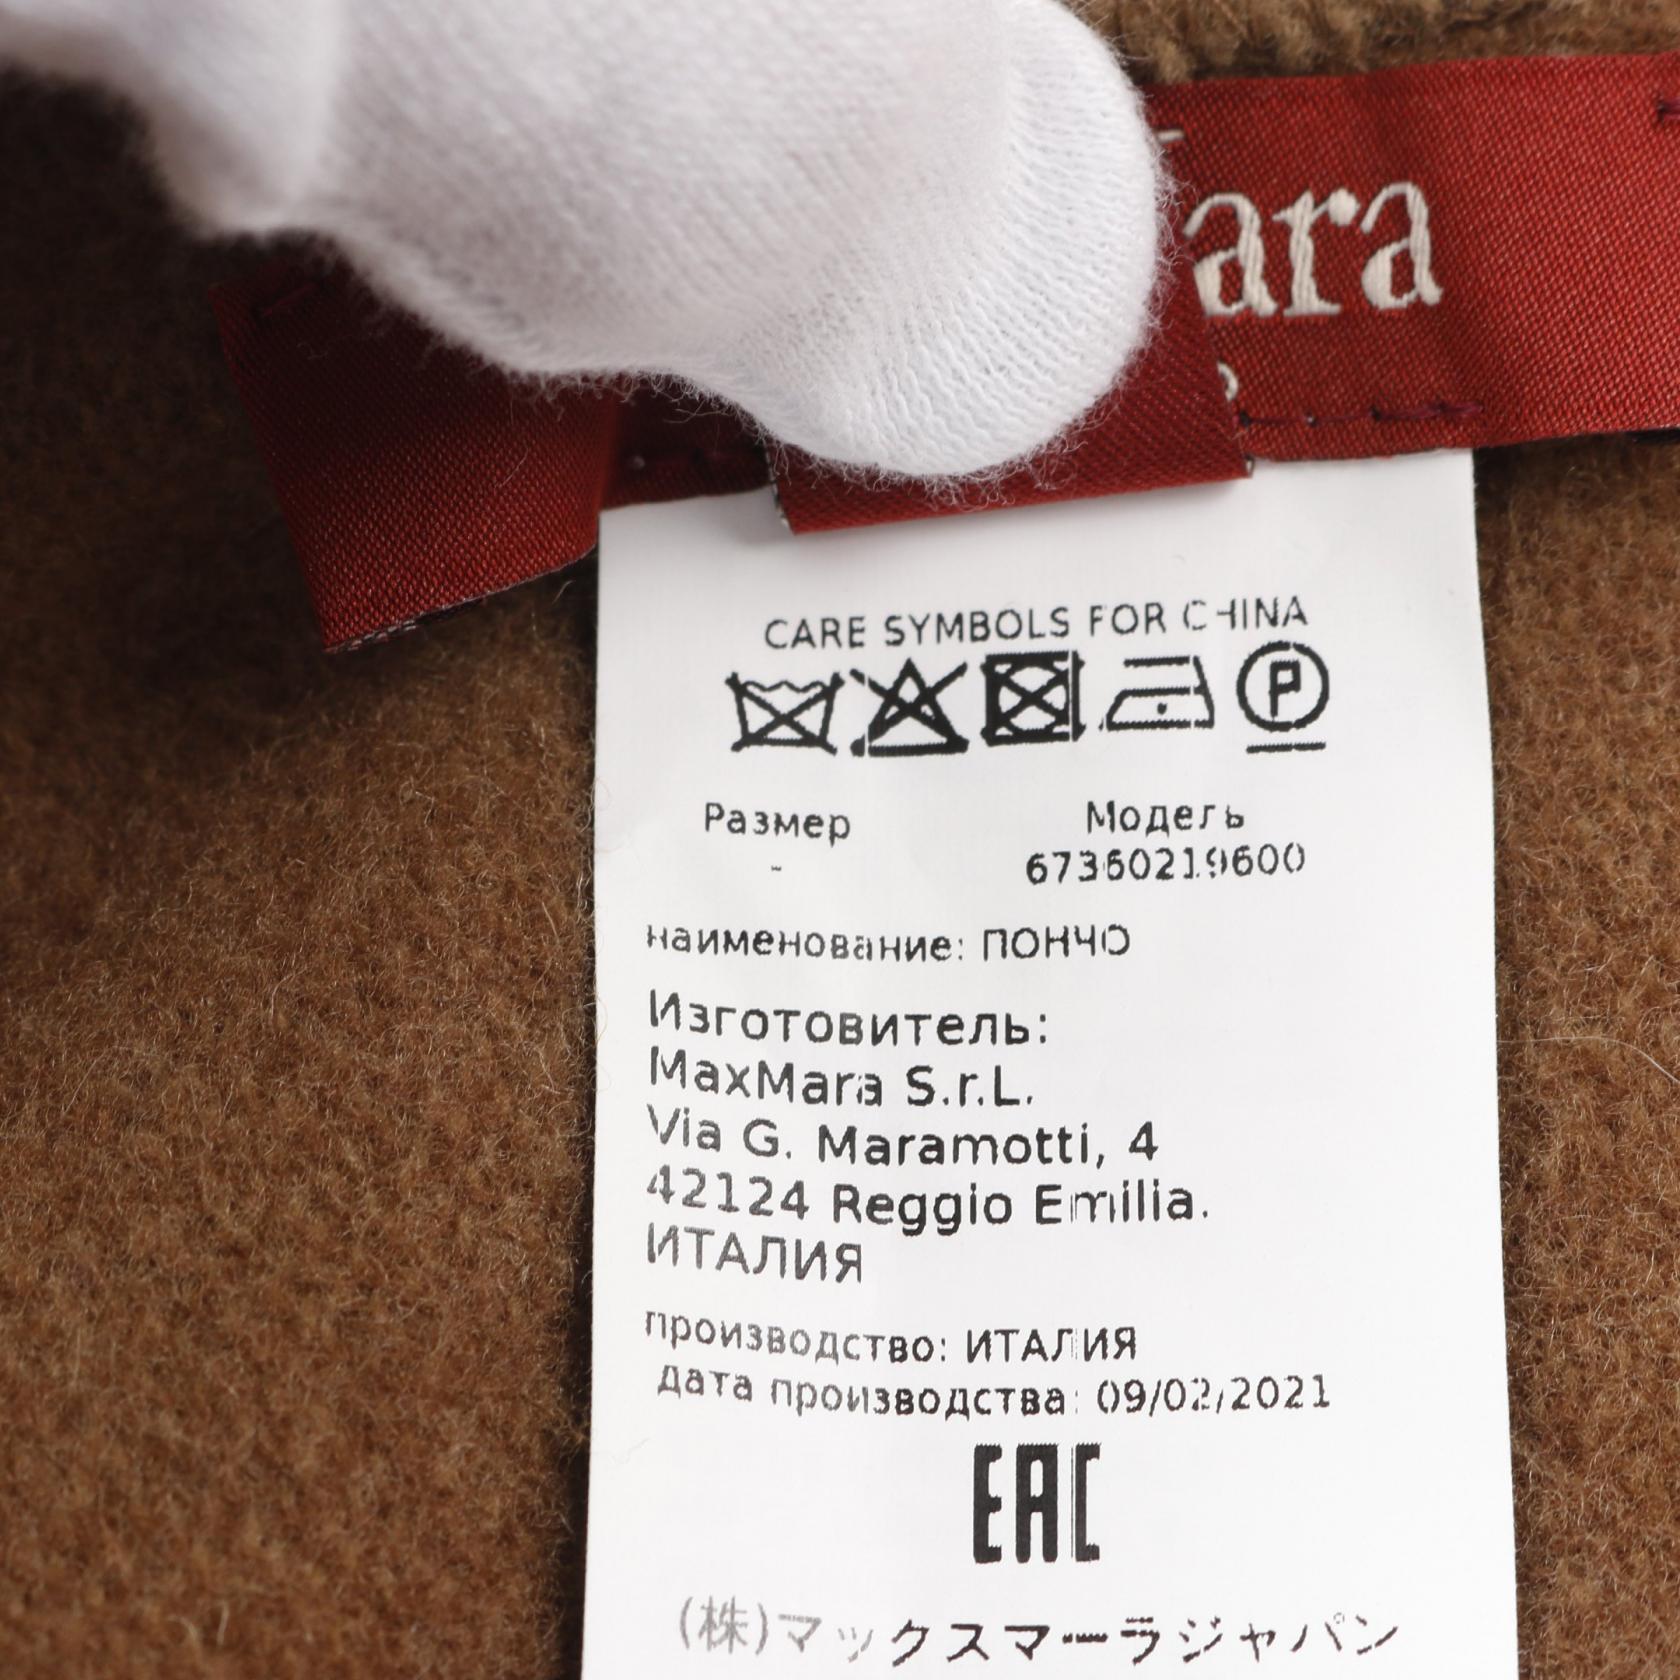 ara
CARE SYMBOLS FOR CHINA
P
Размер
Модель
-
67360219600
наименование: ПОНЧО
Изготовитель:
MaxMara S.r.L.
Via G. Maramotti, 4
42124 Reggio Emilia.
ИТАЛИЯ
производство: ИТАЛИЯ
дата производства: 09/02/2021
EAC
(株)マックスマーラジャパン